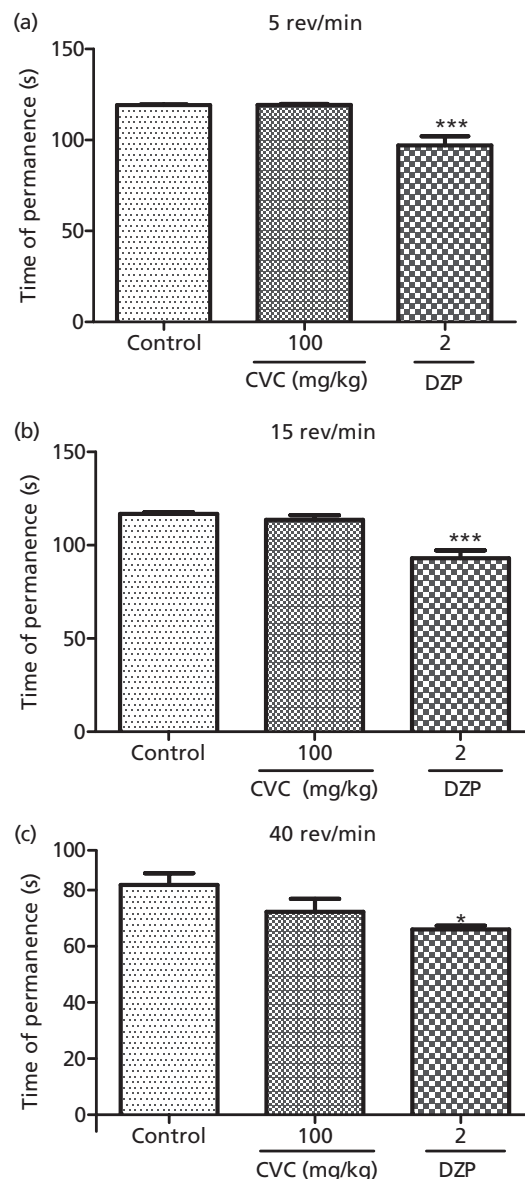 (a)
5 rev/min
Time of permanence (s)
150
100
50
0
***
Control
100
2
CVC (mg/kg)
DZP
(b)
15 rev/min
Time of permanence (s)
150
100
50
0
***
Control
100
2
CVC (mg/kg)
DZP
(c)
40 rev/min
Time of permanence (s)
100
80
60
40
20
0
*
Control
100
2
CVC (mg/kg)
DZP